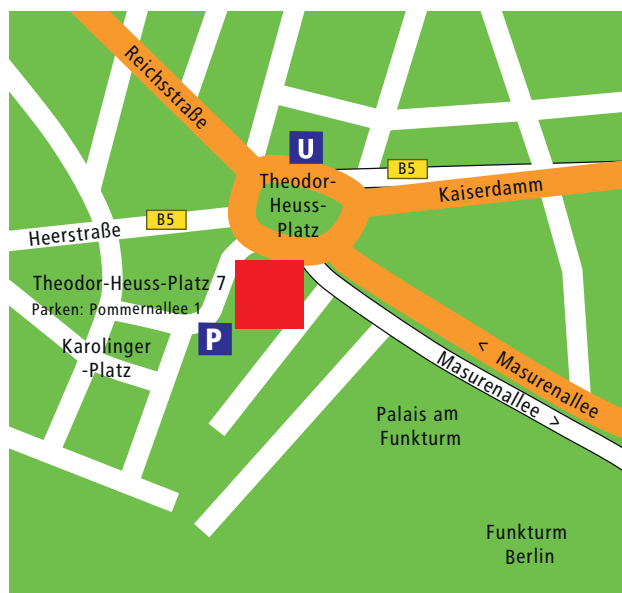 Reichsstraße
U
Theodor-
Heuss-
Platz
B5
Kaiserdamm
B5
Heerstraße
Theodor-Heuss-Platz 7
Parken: Pommernallee 1
P
Karolinger
-Platz
< Masurenallee
Masurenallee >
Palais am
Funkturm
Funkturm
Berlin